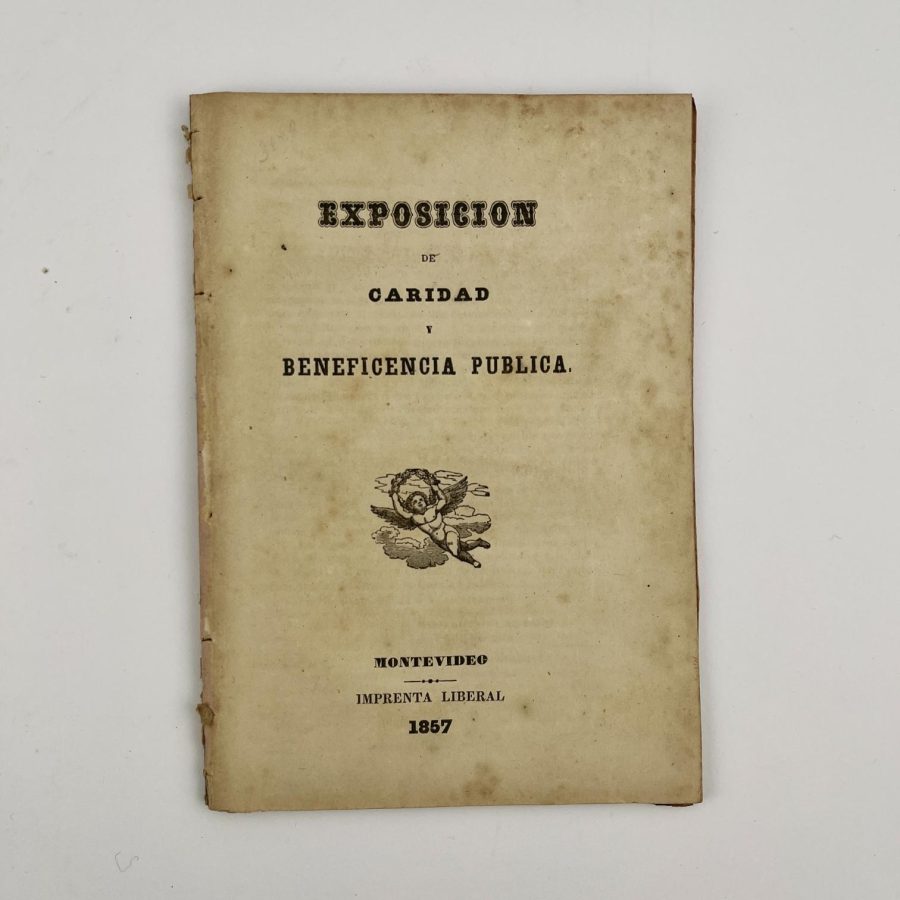 EXPOSICION
DE
CARIDAD
Y
BENEFICENCIA PUBLICA.
MONTEVIDEO
IMPRENTA LIBERAL
1857